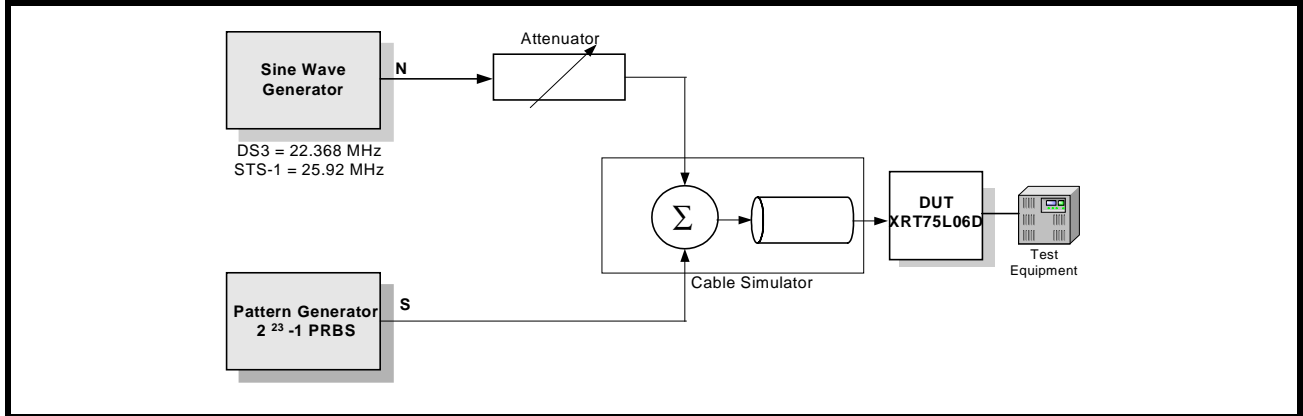 Attenuator
Sine Wave
Generator
N
DS3 = 22.368 MHz
STS-1 = 25.92 MHz
Σ
DUT
XRT75L06D
Test
Equipment
Cable Simulator
Pattern Generator
2 ²³ -1 PRBS
S